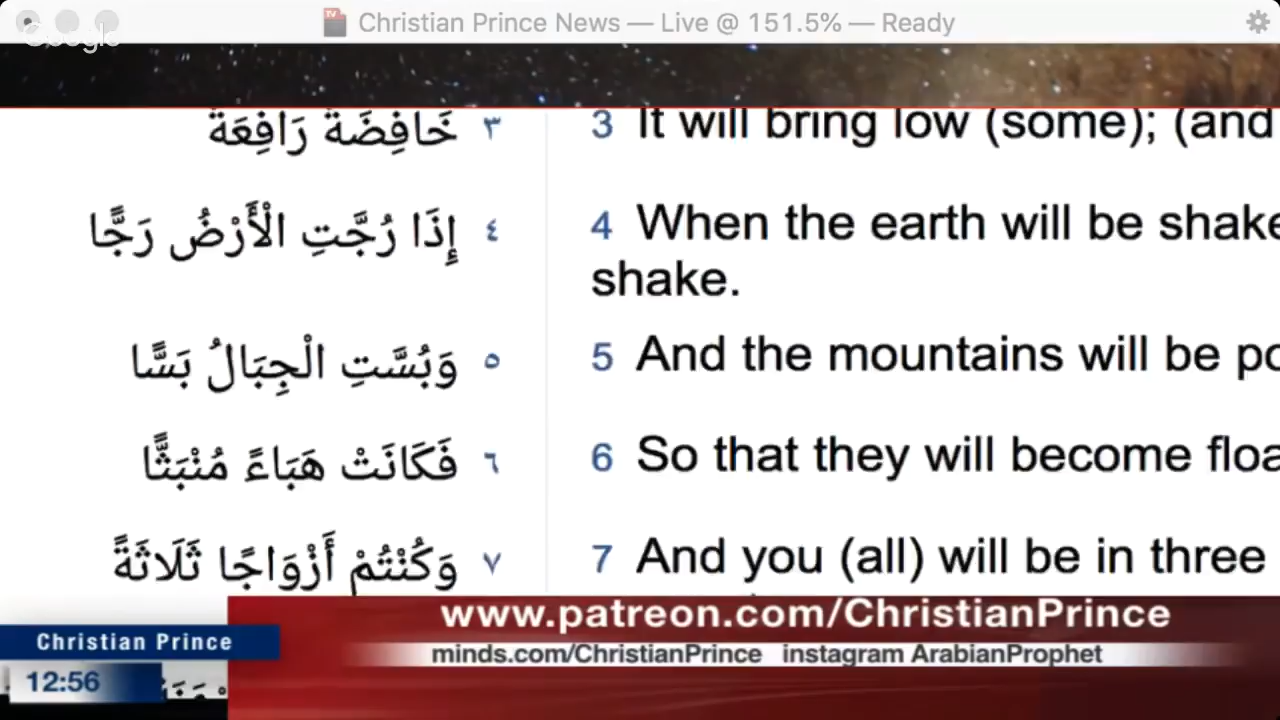 Christian Prince News — Live @ 151.5% — Ready
Google
خَافِضَةٌ رَافِعَةٌ ٣
3 It will bring low (some); (and
إِذَا رُجَّتِ الْأَرْضُ رَجًّا ٤
4 When the earth will be shake
shake.
وَبُسَّتِ الْجِبَالُ بَسًّا ٥
5 And the mountains will be po
فَكَانَتْ هَبَاءً مُنْبَثًّا ٦
6 So that they will become floa
وَكُنْتُمْ أَزْوَاجًا ثَلَاثَةً ٧
7 And you (all) will be in three
www.patreon.com/ChristianPrince
Christian Prince
minds.com/ChristianPrince instagram ArabianProphet
12:56